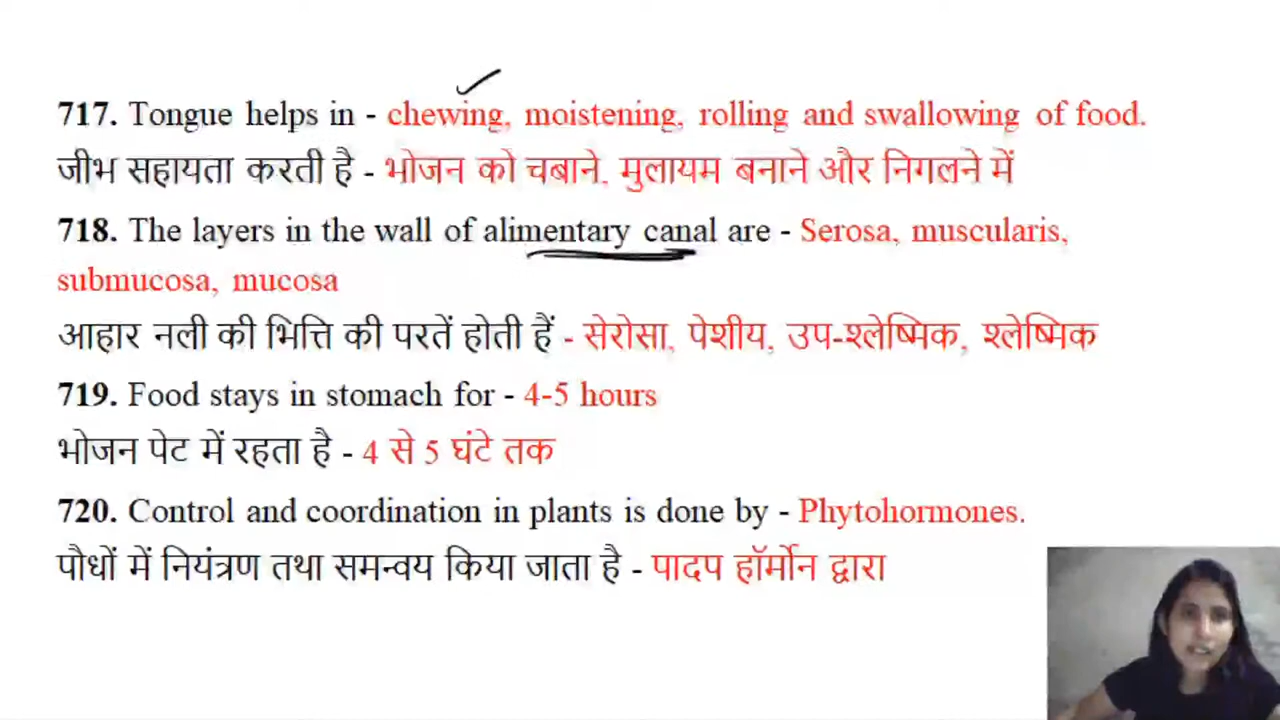 717. Tongue helps in - chewing, moistening, rolling and swallowing of food.
जीभ सहायता करती है - भोजन को चबाने, मुलायम बनाने और निगलने में
718. The layers in the wall of alimentary canal are - Serosa, muscularis,
submucosa, mucosa
आहार नली की भित्ति की परतें होती हैं - सेरोसा, पेशीय, उप-श्लेष्मिक, श्लेष्मिक
719. Food stays in stomach for - 4-5 hours
भोजन पेट में रहता है - 4 से 5 घंटे तक
720. Control and coordination in plants is done by - Phytohormones.
पौधों में नियंत्रण तथा समन्वय किया जाता है - पादप हॉर्मोन द्वारा